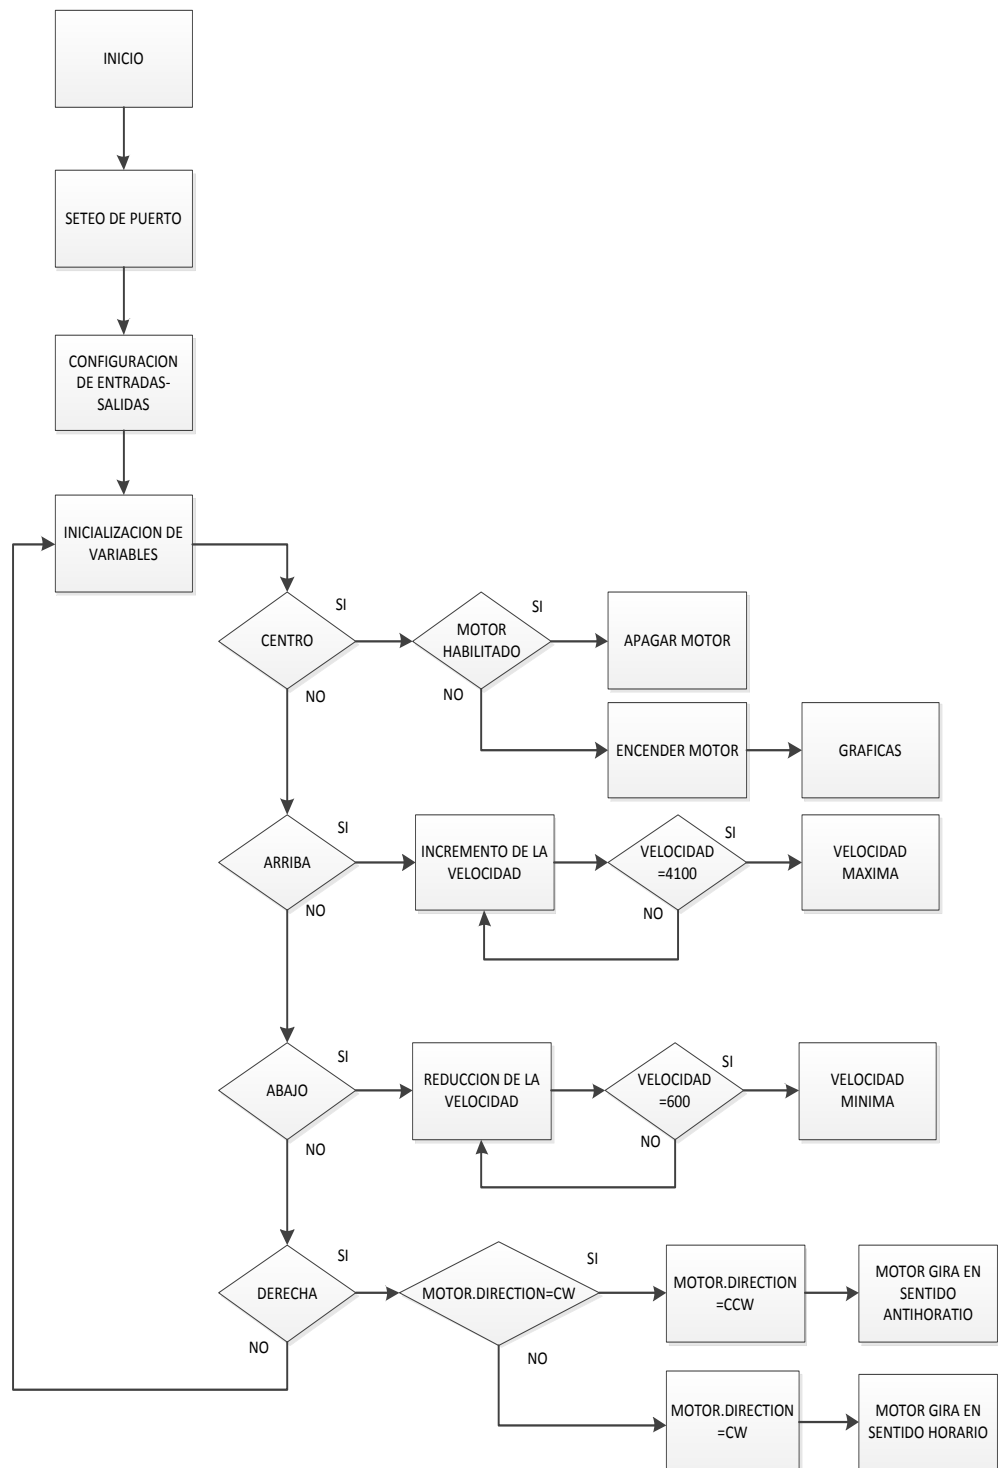 INICIO
SETEO DE PUERTO
CONFIGURACION
DE ENTRADAS-
SALIDAS
INICIALIZACION DE
VARIABLES
CENTRO
SI
NO
MOTOR
HABILITADO
SI
NO
APAGAR MOTOR
ENCENDER MOTOR
GRAFICAS
ARRIBA
SI
NO
INCREMENTO DE LA
VELOCIDAD
VELOCIDAD
=4100
SI
NO
VELOCIDAD
MAXIMA
ABAJO
SI
NO
REDUCCION DE LA
VELOCIDAD
VELOCIDAD
=600
SI
NO
VELOCIDAD
MINIMA
DERECHA
SI
NO
MOTOR.DIRECTION=CW
SI
NO
MOTOR.DIRECTION
=CCW
MOTOR GIRA EN
SENTIDO
ANTIHORATIO
MOTOR.DIRECTION
=CW
MOTOR GIRA EN
SENTIDO HORARIO